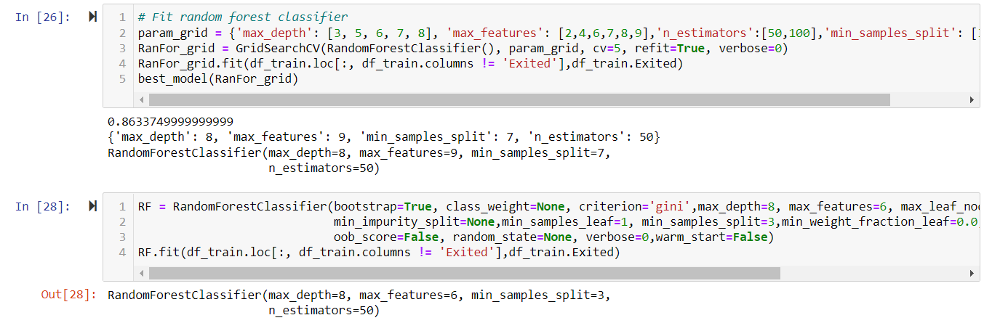 In [26]:
1 # Fit random forest classifier
2 param_grid = {'max_depth': [3, 5, 6, 7, 8], 'max_features': [2,4,6,7,8,9],'n_estimators':[50,100],'min_samples_split': [
3 RanFor_grid = GridSearchCV(RandomForestClassifier(), param_grid, cv=5, refit=True, verbose=0)
4 RanFor_grid.fit(df_train.loc[:, df_train.columns != 'Exited'],df_train.Exited)
5 best_model(RanFor_grid)
0.8633749999999999
{'max_depth': 8, 'max_features': 9, 'min_samples_split': 7, 'n_estimators': 50}
RandomForestClassifier(max_depth=8, max_features=9, min_samples_split=7,
n_estimators=50)
In [28]:
1 RF = RandomForestClassifier(bootstrap=True, class_weight=None, criterion='gini',max_depth=8, max_features=6, max_leaf_no
2 min_impurity_split=None,min_samples_leaf=1, min_samples_split=3,min_weight_fraction_leaf=0.0
3 oob_score=False, random_state=None, verbose=0,warm_start=False)
4 RF.fit(df_train.loc[:, df_train.columns != 'Exited'],df_train.Exited)
Out[28]: RandomForestClassifier(max_depth=8, max_features=6, min_samples_split=3,
n_estimators=50)